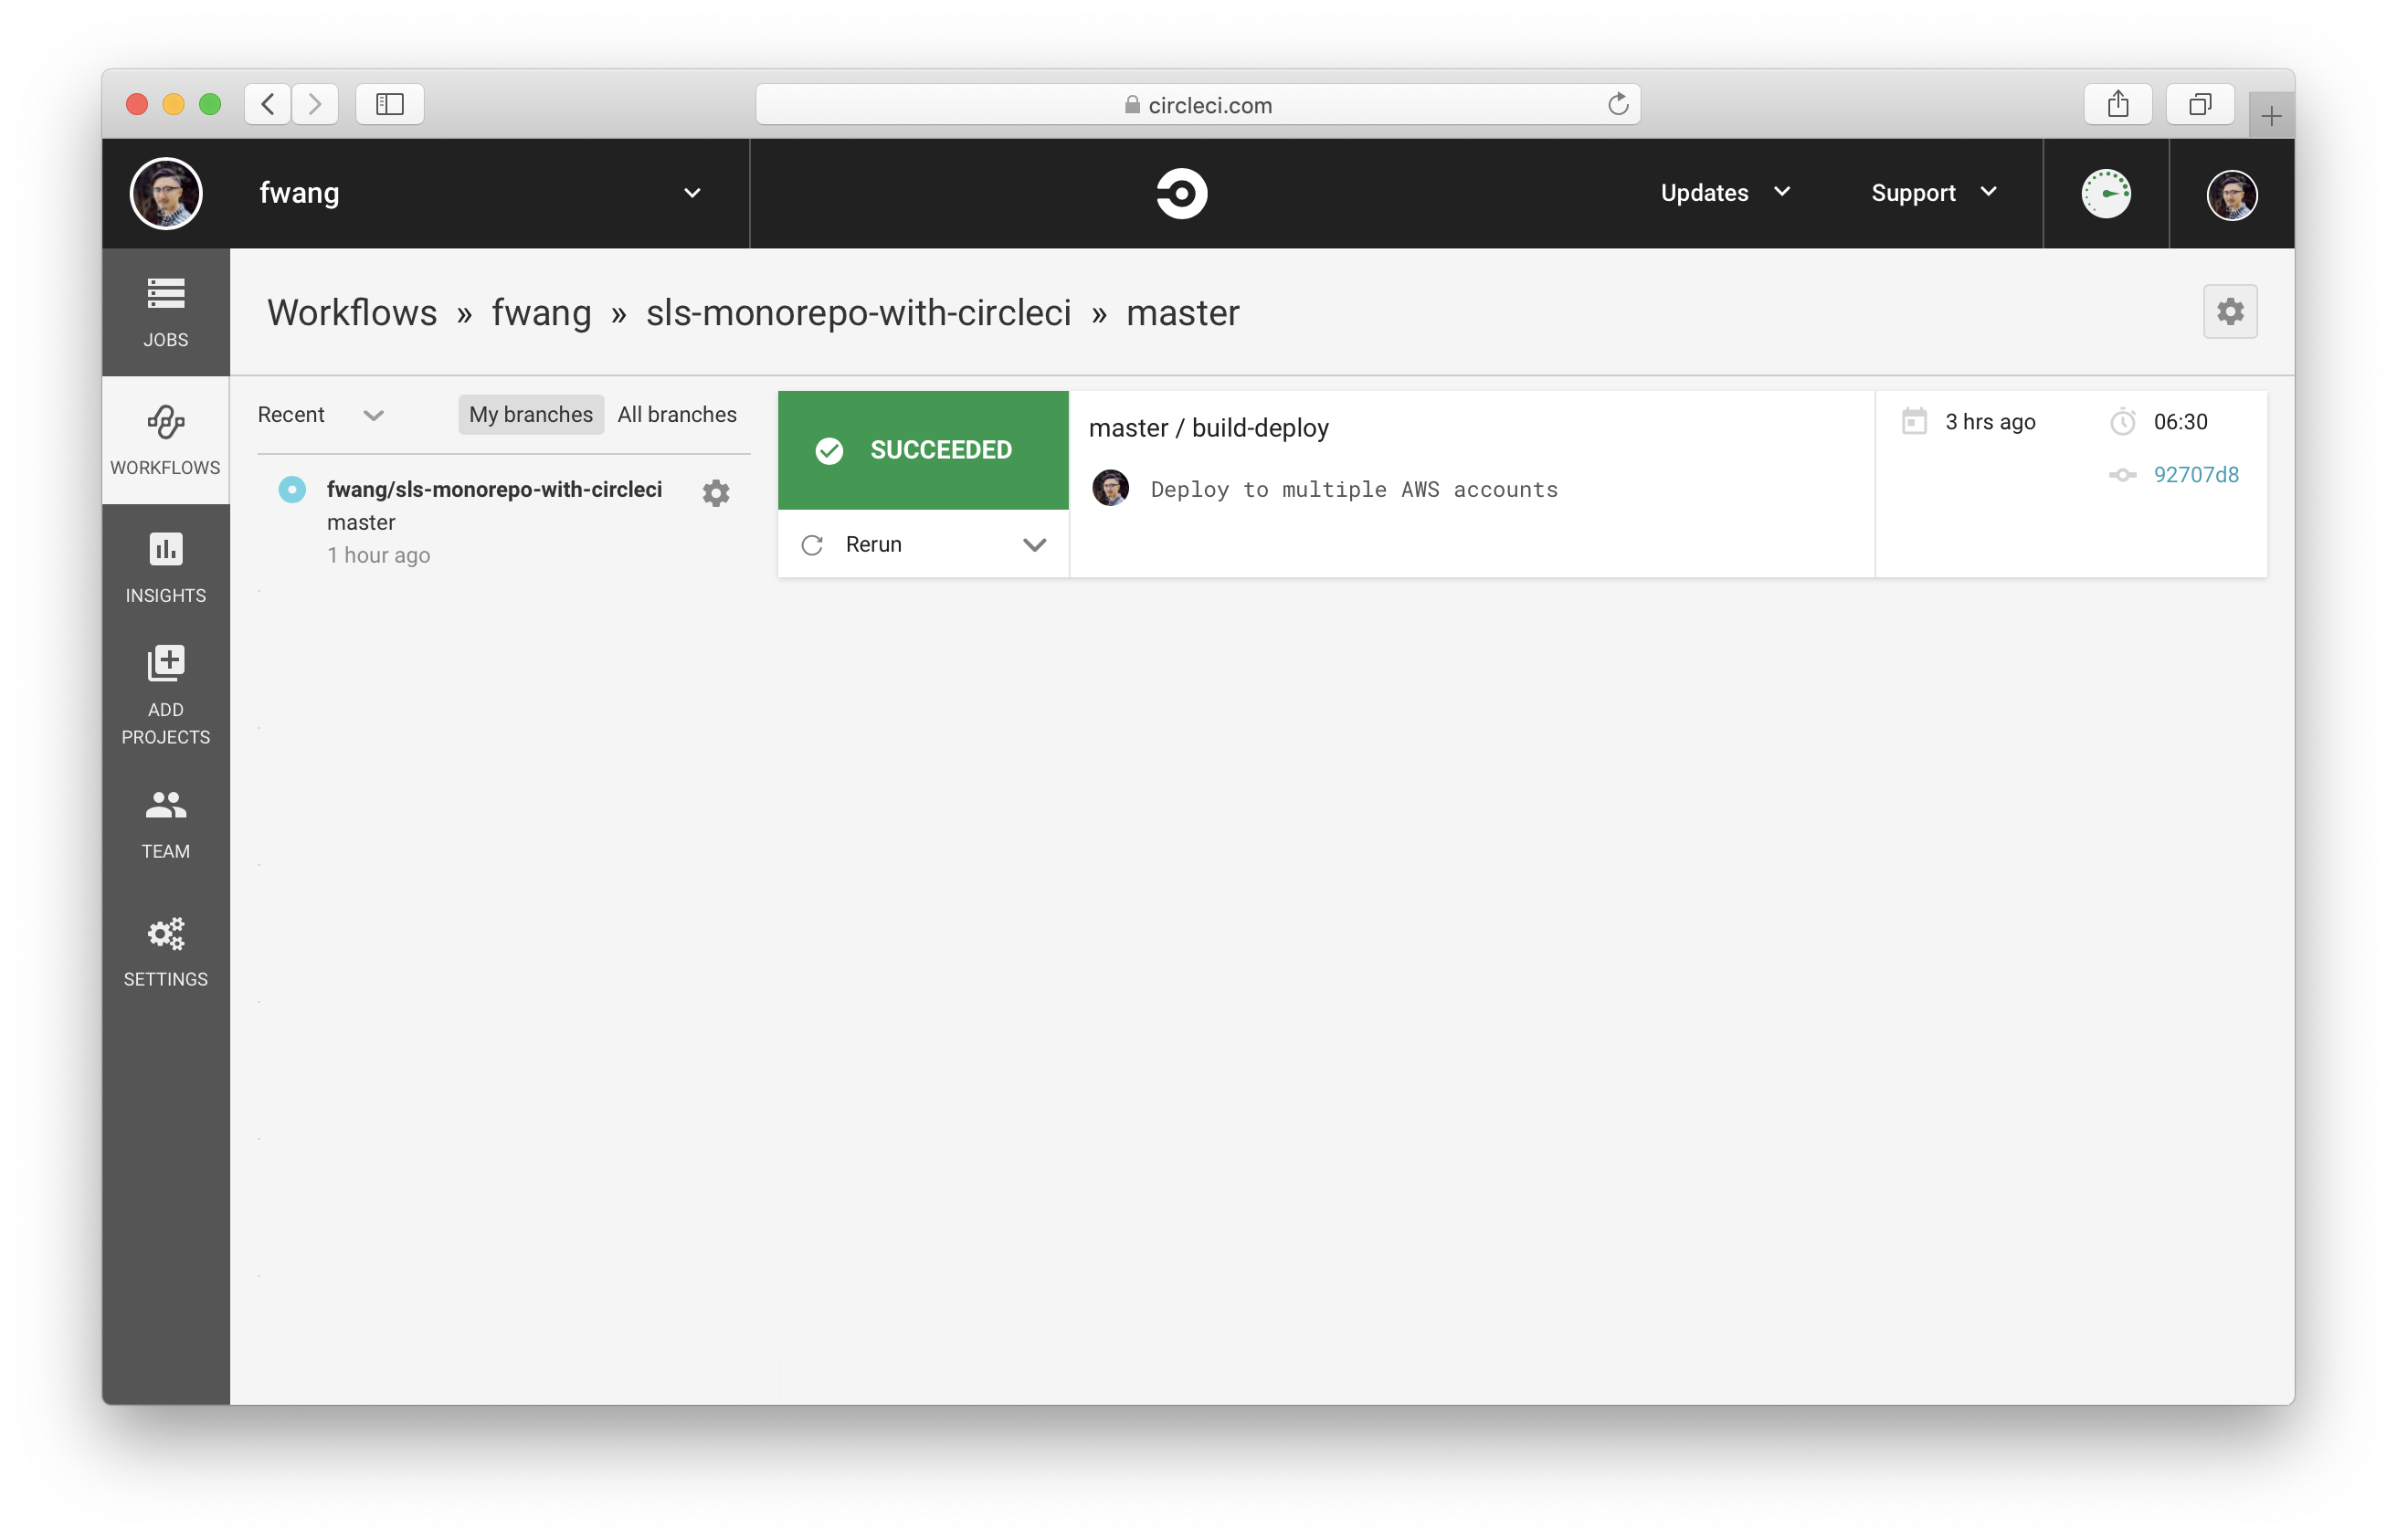 circleci.com
fwang
Updates
Support
JOBS
WORKFLOWS
INSIGHTS
ADD
PROJECTS
TEAM
SETTINGS
Workflows » fwang » sls-monorepo-with-circleci » master
Recent
My branches
All branches
fwang/sls-monorepo-with-circleci
master
1 hour ago
SUCCEEDED
Rerun
master / build-deploy
Deploy to multiple AWS accounts
3 hrs ago
06:30
92707d8